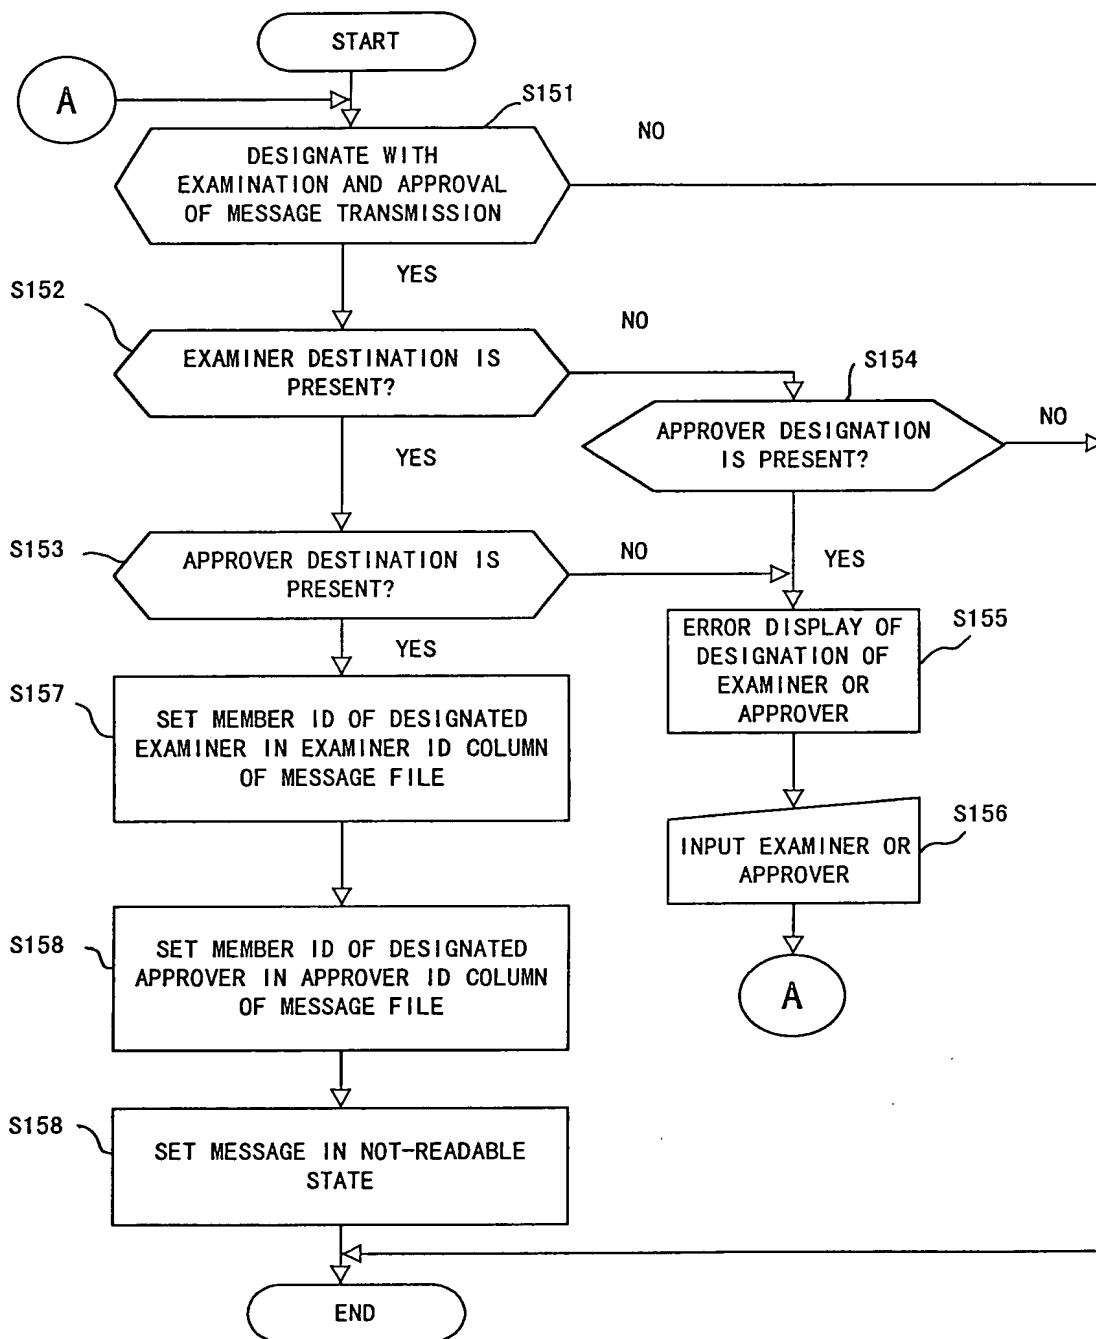 START
A
S151
NO
DESIGNATE WITH
EXAMINATION AND APPROVAL
OF MESSAGE TRANSMISSION
YES
S152
NO
EXAMINER DESTINATION IS
PRESENT?
S154
NO
APPROVER DESIGNATION
IS PRESENT?
YES
S153
NO
APPROVER DESTINATION IS
PRESENT?
YES
YES
S155
ERROR DISPLAY OF
DESIGNATION OF
EXAMINER OR
APPROVER
S157
SET MEMBER ID OF DESIGNATED
EXAMINER IN EXAMINER ID COLUMN
OF MESSAGE FILE
S156
INPUT EXAMINER OR
APPROVER
S158
SET MEMBER ID OF DESIGNATED
APPROVER IN APPROVER ID COLUMN
OF MESSAGE FILE
A
S158
SET MESSAGE IN NOT-READABLE
STATE
END